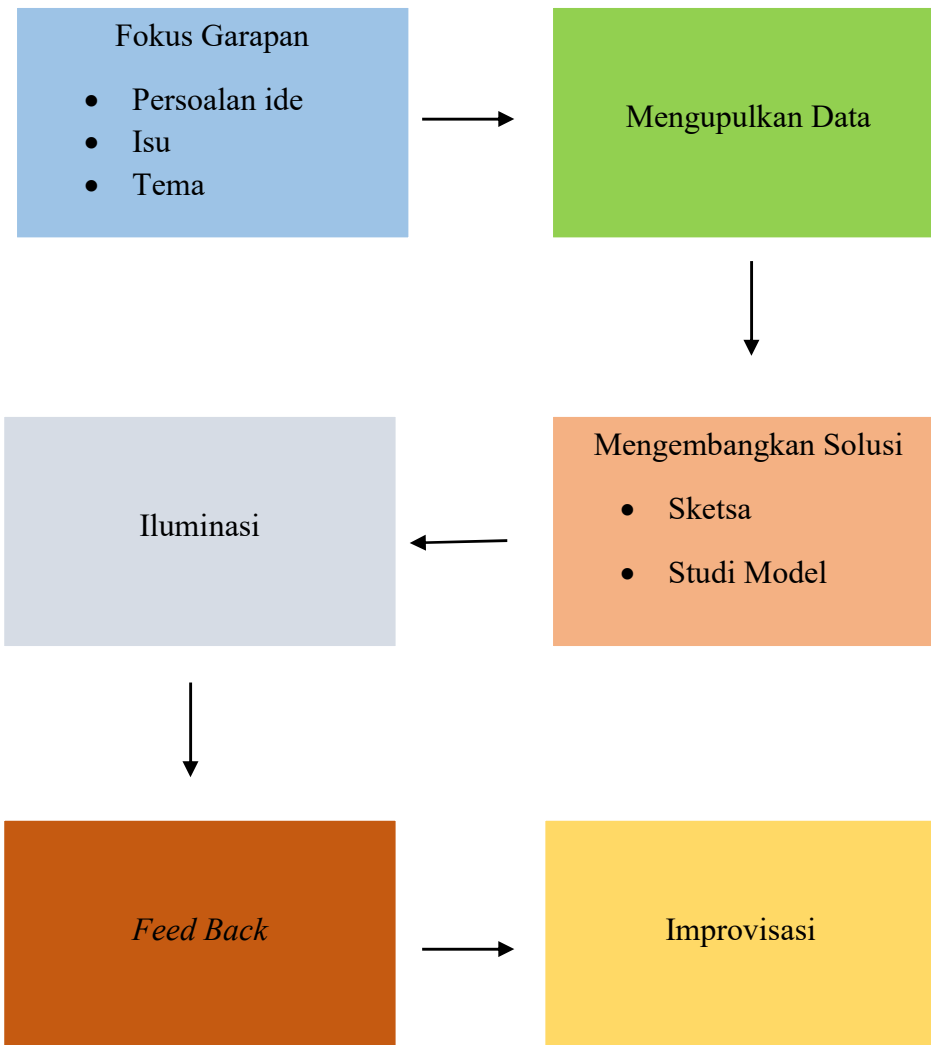 Fokus Garapan
• Persoalan ide
• Isu
• Tema
Mengupulkan Data
Mengembangkan Solusi
• Sketsa
• Studi Model
Iluminasi
Feed Back
Improvisasi